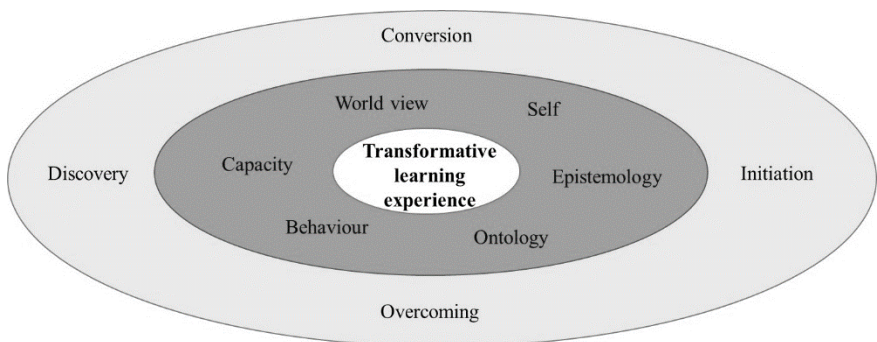 Conversion
World view
Self
Transformative
learning
experience
Discovery
Capacity
Epistemology
Initiation
Behaviour
Ontology
Overcoming